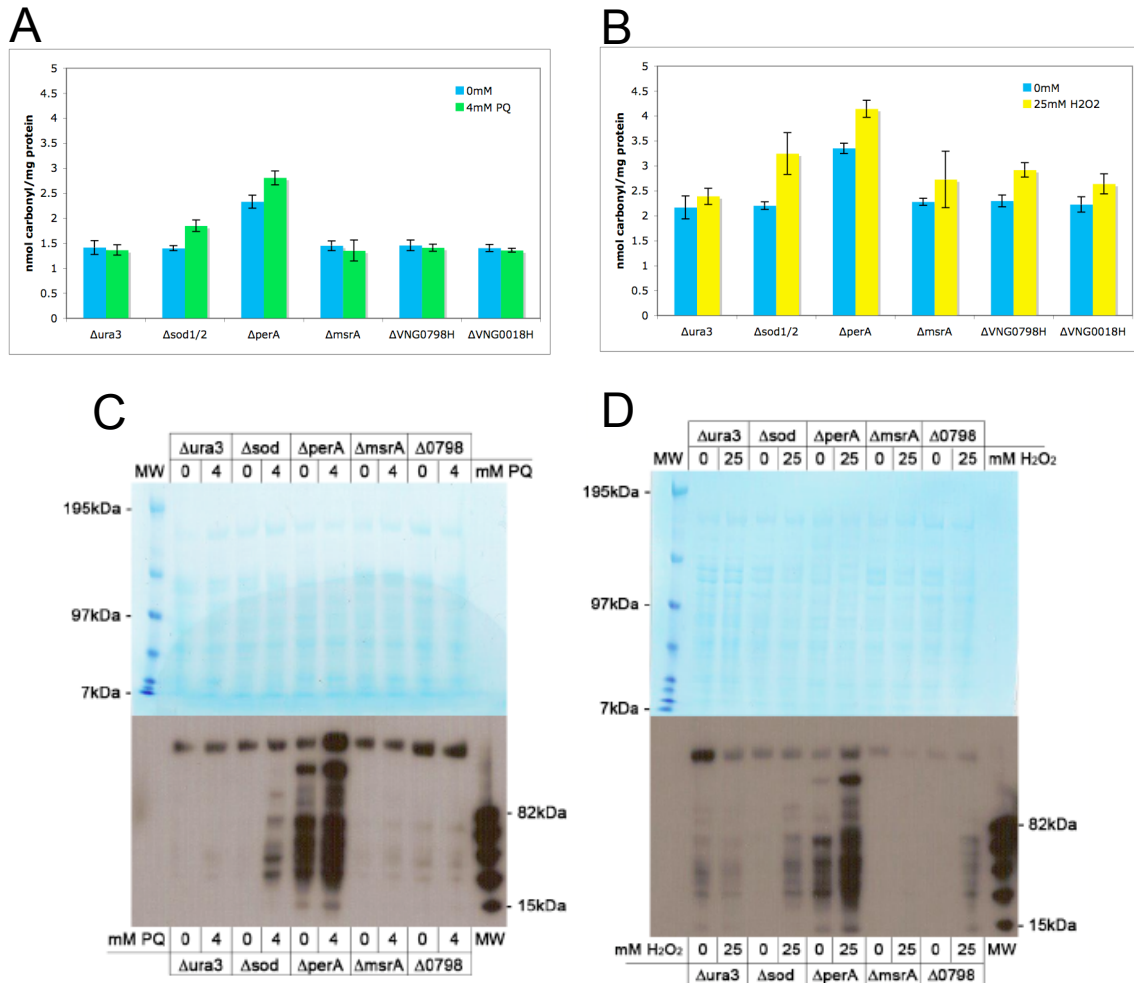 A
nmol carbonyl/mg protein
5
4.5
4
3.5
3
2.5
2
1.5
1
0.5
0
0mM
4mM PQ
Δura3 Δsod1/2 ΔperA ΔmsrA ΔVNG0798H ΔVNG0018H
B
nmol carbonyl/mg protein
5
4.5
4
3.5
3
2.5
2
1.5
1
0.5
0
0mM
25mM H2O2
Δura3 Δsod1/2 ΔperA ΔmsrA ΔVNG0798H ΔVNG0018H
C
Δura3 Δsod ΔperA ΔmsrA Δ0798
MW 0 4 0 4 0 4 0 4 0 4 mM PQ
195kDa
97kDa
7kDa
82kDa
15kDa
mM PQ 0 4 0 4 0 4 0 4 0 4 MW
Δura3 Δsod ΔperA ΔmsrA Δ0798
D
Δura3 Δsod ΔperA ΔmsrA Δ0798
MW 0 25 0 25 0 25 0 25 0 25 mM H₂O₂
195kDa
97kDa
7kDa
82kDa
15kDa
mM H₂O₂ 0 25 0 25 0 25 0 25 0 25 MW
Δura3 Δsod ΔperA ΔmsrA Δ0798